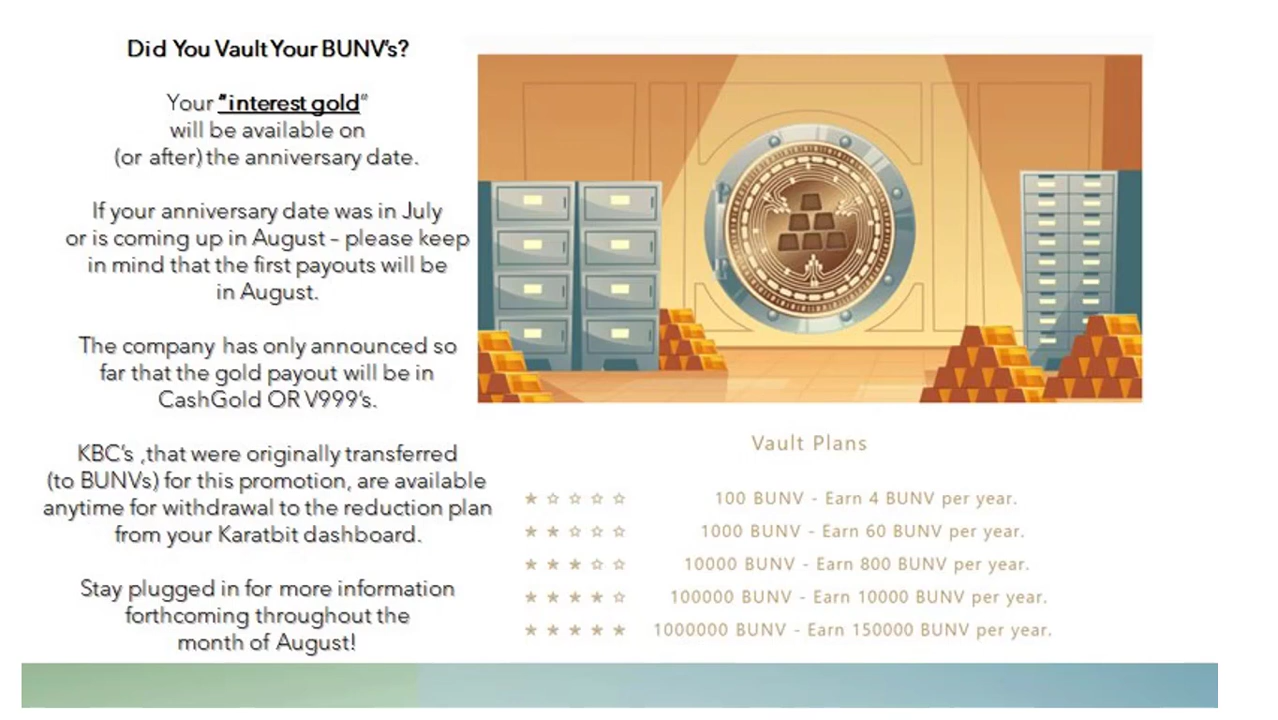 Did You Vault Your BUNV's?
Your "interest gold"
will be available on
(or after) the anniversary date.
If your anniversary date was in July
or is coming up in August - please keep
in mind that the first payouts will be
in August.
The company has only announced so
far that the gold payout will be in
CashGold OR V999's.
KBC's ,that were originally transferred
(to BUNVs) for this promotion, are available
anytime for withdrawal to the reduction plan
from your Karatbit dashboard.
Stay plugged in for more information
forthcoming throughout the
month of August!
Vault Plans
100 BUNV - Earn 4 BUNV per year.
1000 BUNV - Earn 60 BUNV per year.
10000 BUNV - Earn 800 BUNV per year.
100000 BUNV - Earn 10000 BUNV per year.
1000000 BUNV - Earn 150000 BUNV per year.